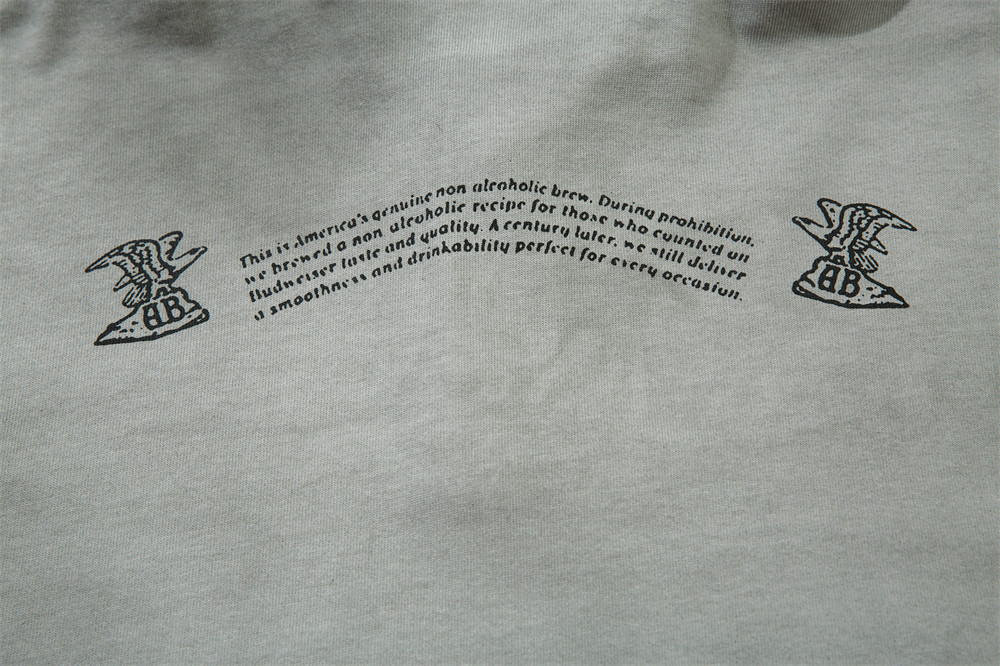 This is America's genuine non alcoholic brew. During prohibition,
we brewed a non alcoholic recipe for those who counted on
Budweiser taste and quality. A century later, we still deliver
a smoothness and drinkability perfect for every occasion.
AB
AB